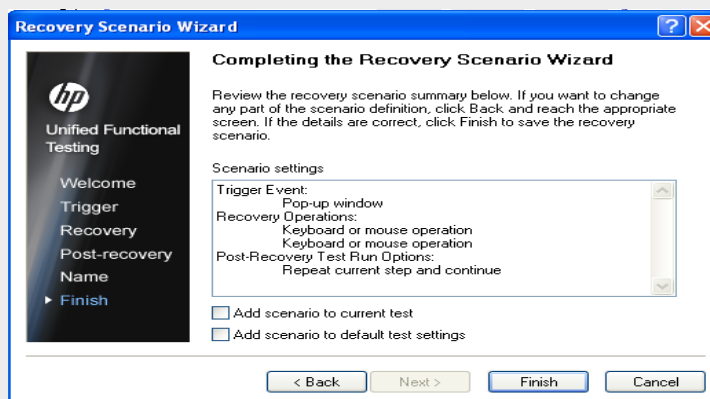 Recovery Scenario Wizard
hp
Unified Functional
Testing
Welcome
Trigger
Recovery
Post-recovery
Name
Finish
Completing the Recovery Scenario Wizard
Review the recovery scenario summary below. If you want to change
any part of the scenario definition, click Back and reach the appropriate
screen. If the details are correct, click Finish to save the recovery
scenario.
Scenario settings
Trigger Event:
Pop-up window
Recovery Operations:
Keyboard or mouse operation
Keyboard or mouse operation
Post-Recovery Test Run Options:
Repeat current step and continue
Add scenario to current test
Add scenario to default test settings
< Back
Next >
Finish
Cancel